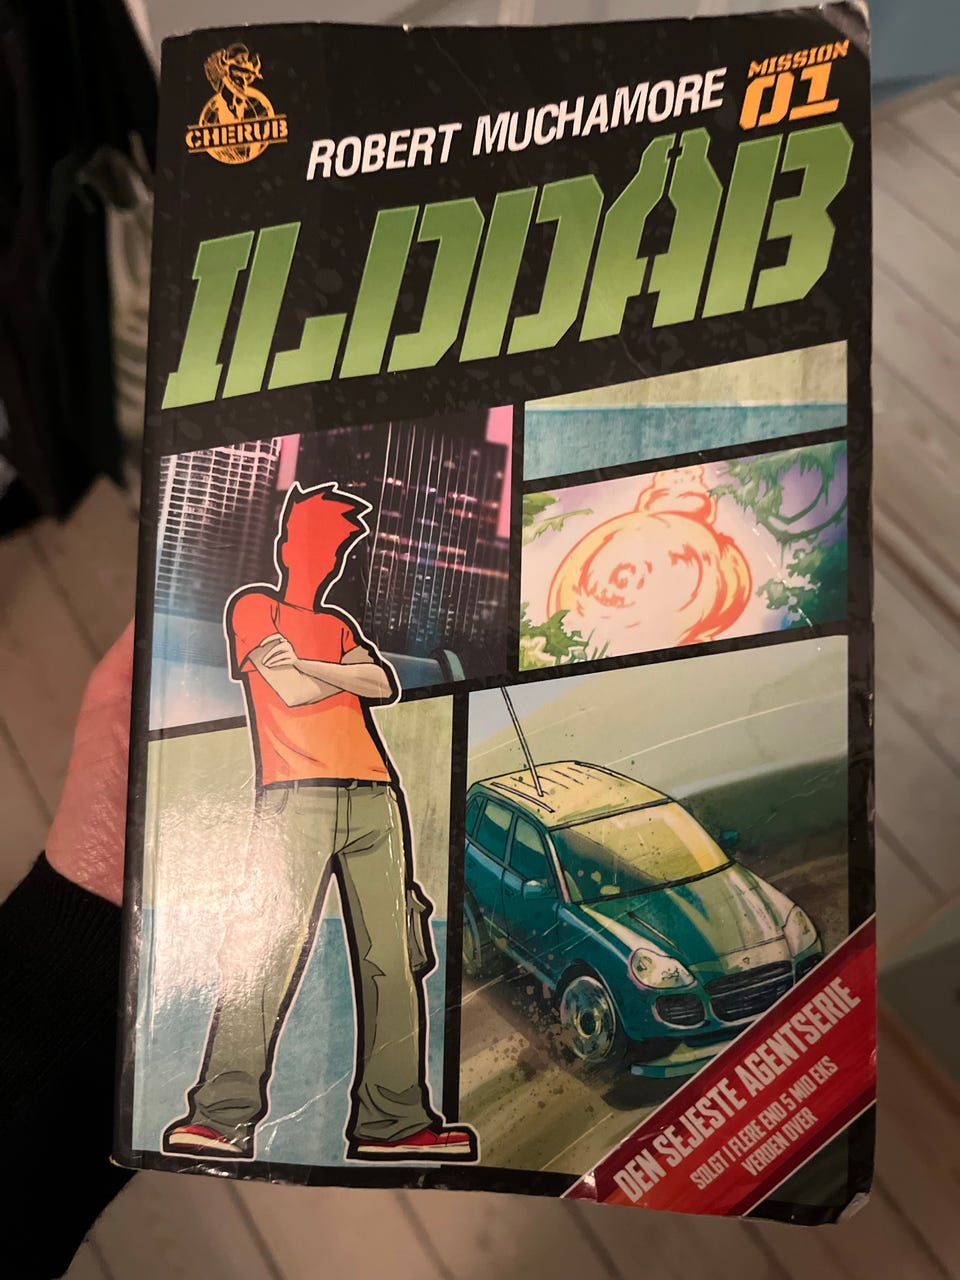 CHERUB
ROBERT MUCHAMORE
MISSION
01
ILDDÅB
DEN SEJESTE AGENTSERIE
SOLGT I FLERE END 5 MIO EKS
VERDEN OVER